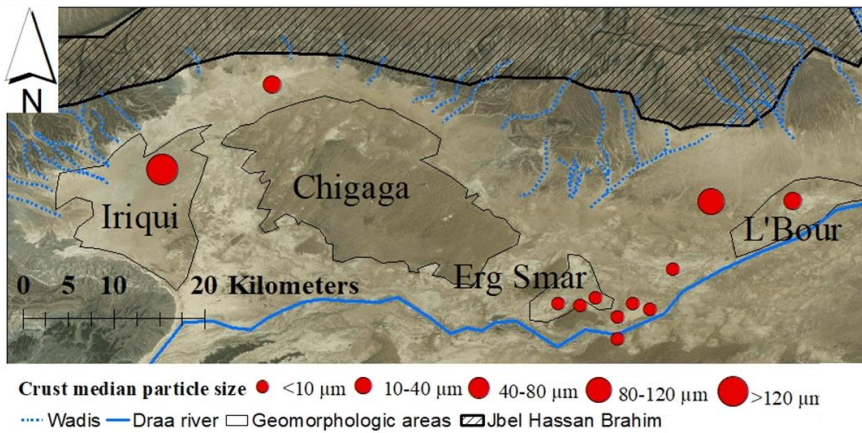 N
Chigaga
Iriqui
L'Bour
Erg Smar
0 5 10 20 Kilometers
Crust median particle size <10 µm 10-40 µm 40-80 µm 80-120 µm >120 µn
Wadis Draa river Geomorphologic areas Jbel Hassan Brahim